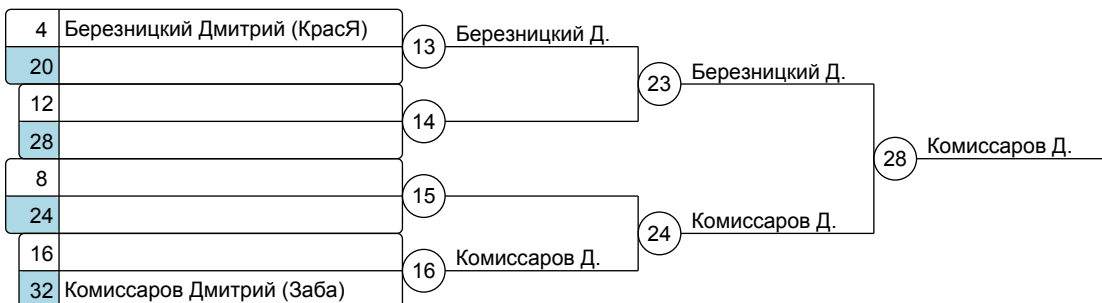 4 Березницкий Дмитрий (КрасЯ)
20
12
28
8
24
16
32 Комиссаров Дмитрий (Заба)
13 Березницкий Д.
14
15
16 Комиссаров Д.
23 Березницкий Д.
24 Комиссаров Д.
28 Комиссаров Д.